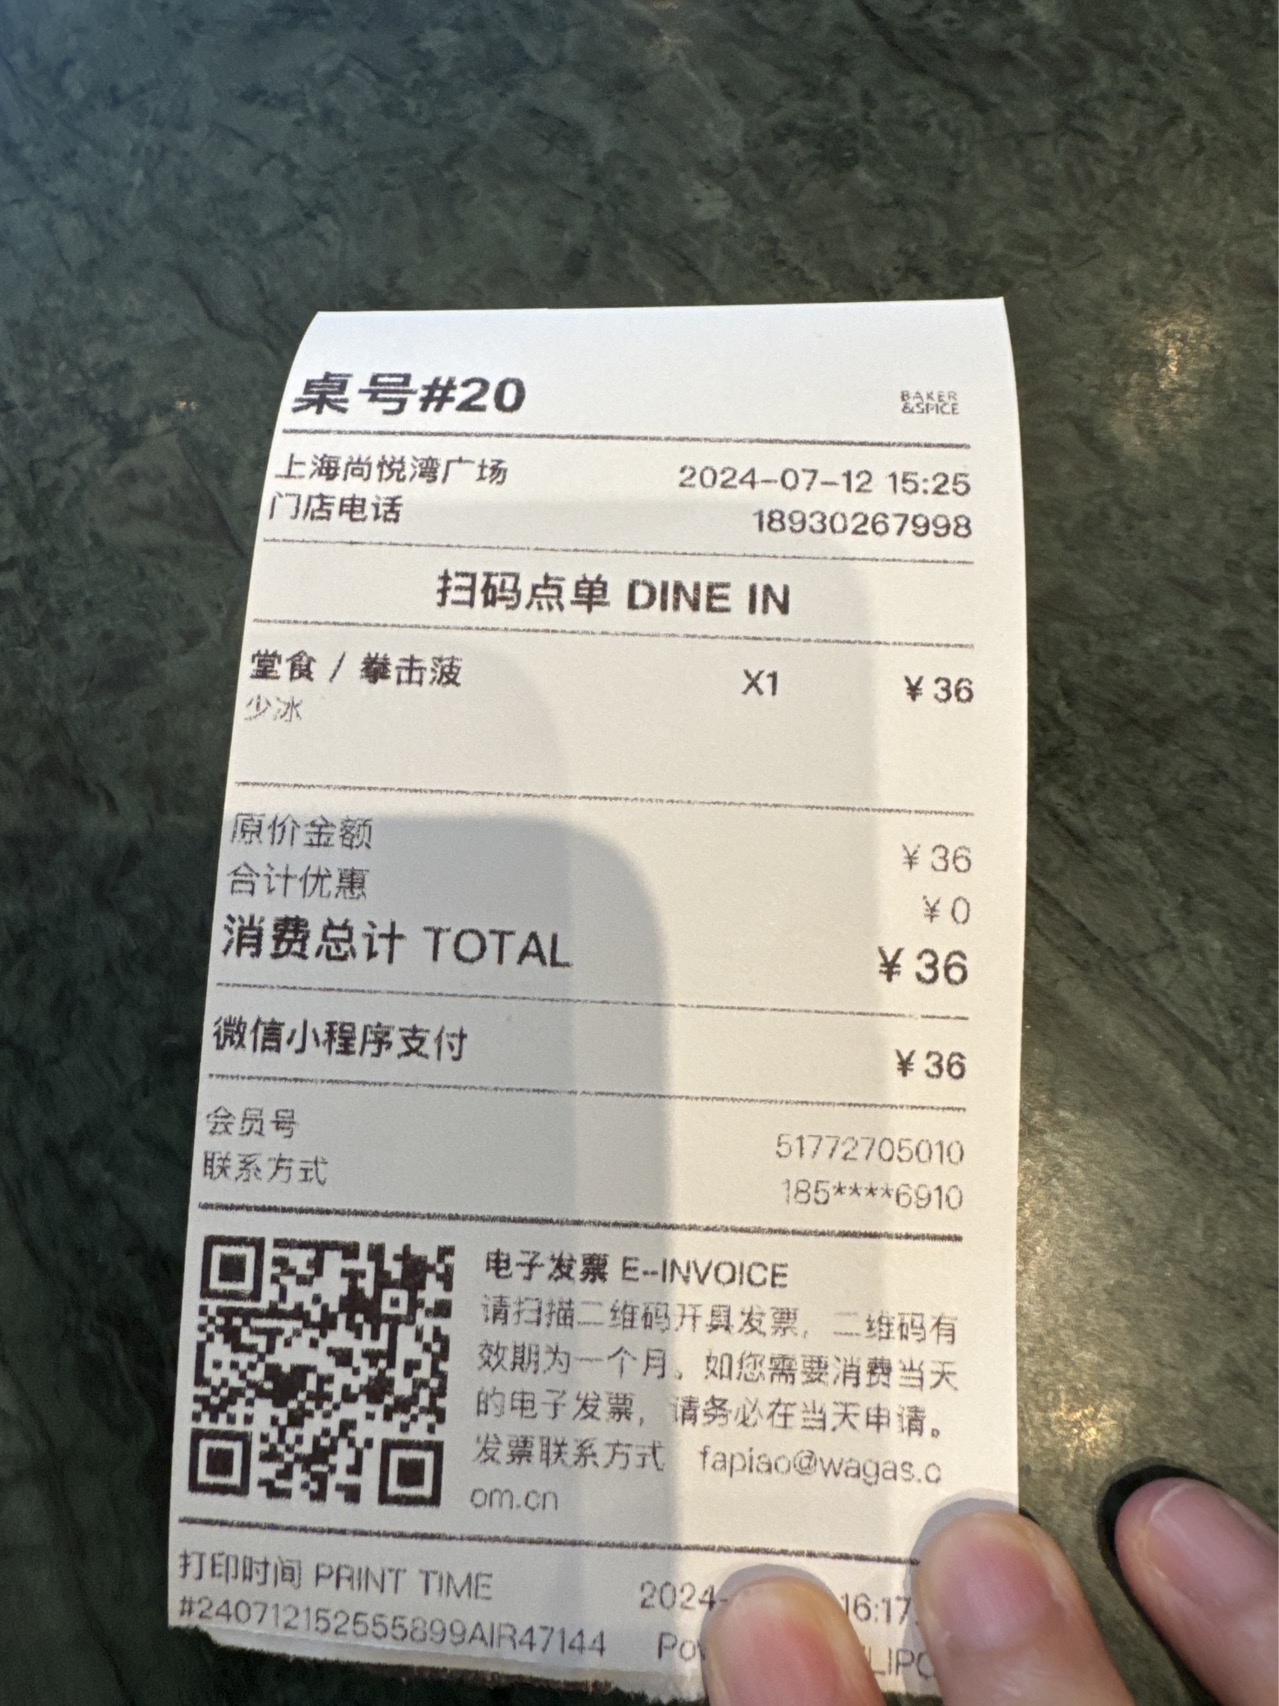 桌号#20
BAKER
&SPICE
上海尚悦湾广场 2024-07-12 15:25
门店电话 18930267998
扫码点单 DINE IN
堂食 / 拳击菠 X1 ¥36
少冰
原价金额 ¥36
合计优惠 ¥0
消费总计 TOTAL ¥36
微信小程序支付 ¥36
会员号 51772705010
联系方式 185****6910
电子发票 E-INVOICE
请扫描二维码开具发票，二维码有
效期为一个月。如您需要消费当天
的电子发票，请务必在当天申请。
发票联系方式 fapiao@wagas.c
om.cn
打印时间 PRINT TIME 2024- 16:17
#240712152555899AIR47144